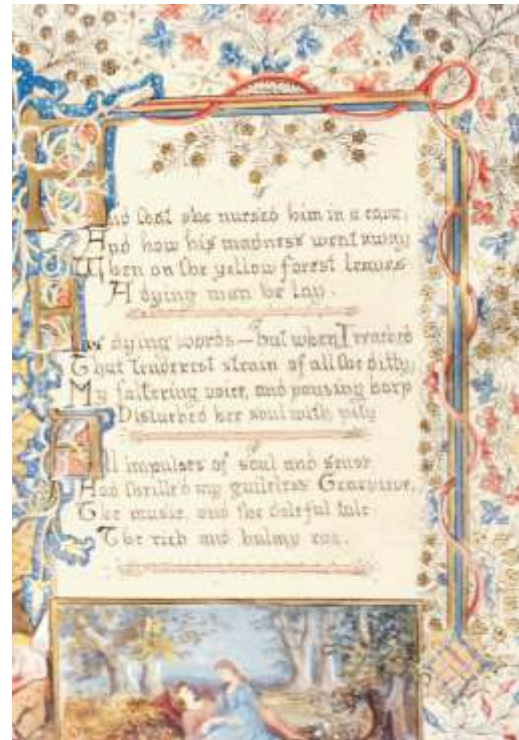 And that she nursed him in a cave;
And how his madness went away
When on the yellow forest leaves
A dying man he lay.
His dying words—but when I reached
That tenderest strain of all the ditty,
My faltering voice, and pausing harp
Disturbed her soul with pity
All impulses of soul and sense
Had thrilled my guileless Genevieve,
The music, and the doleful tale,
The rich and balmy eve.